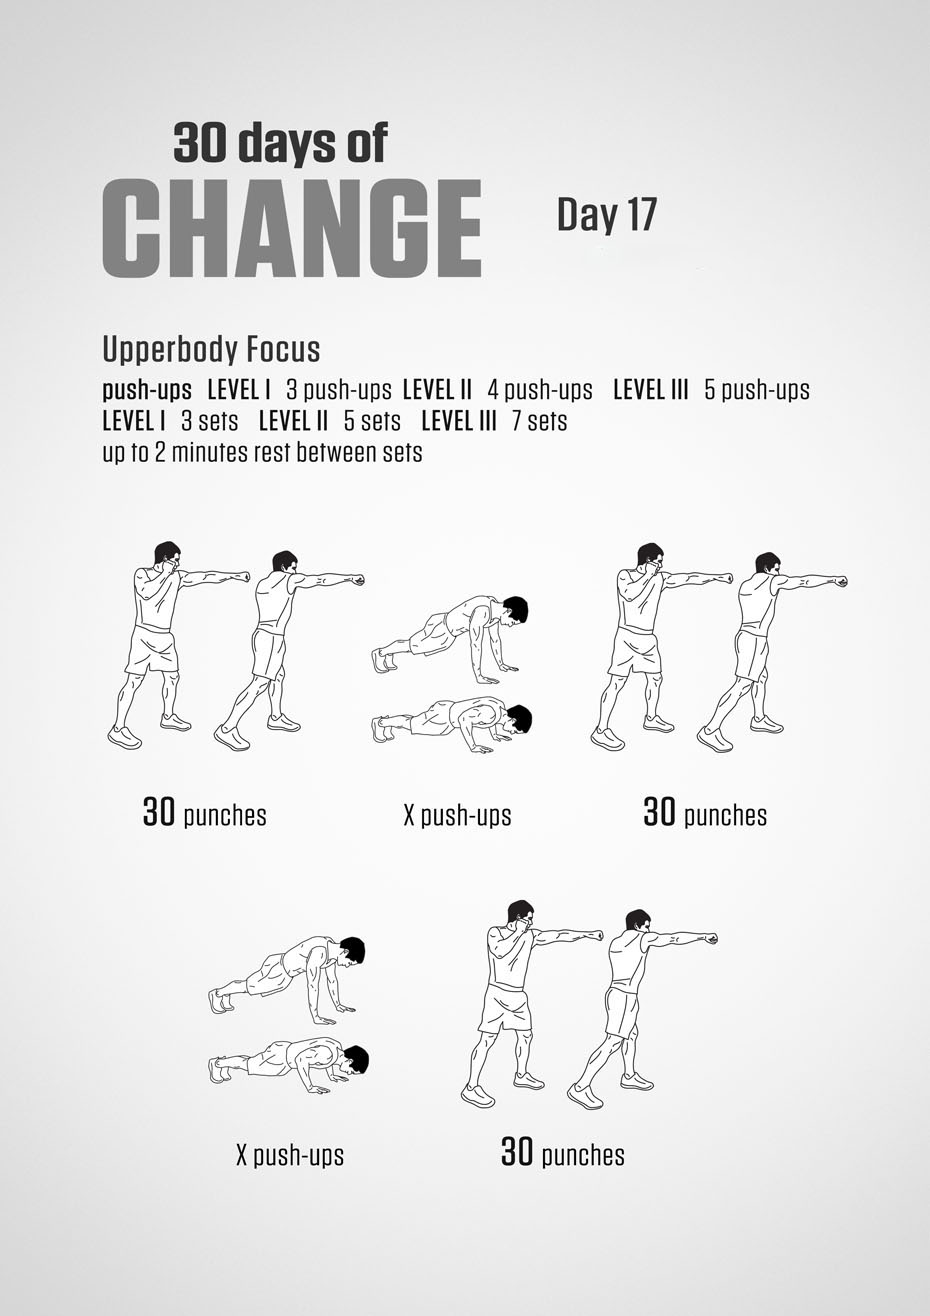 30 days of
CHANGE
Day 17
Upperbody Focus
push-ups LEVEL I 3 push-ups LEVEL II 4 push-ups LEVEL III 5 push-ups
LEVEL I 3 sets LEVEL II 5 sets LEVEL III 7 sets
up to 2 minutes rest between sets
30 punches
X push-ups
30 punches
X push-ups
30 punches